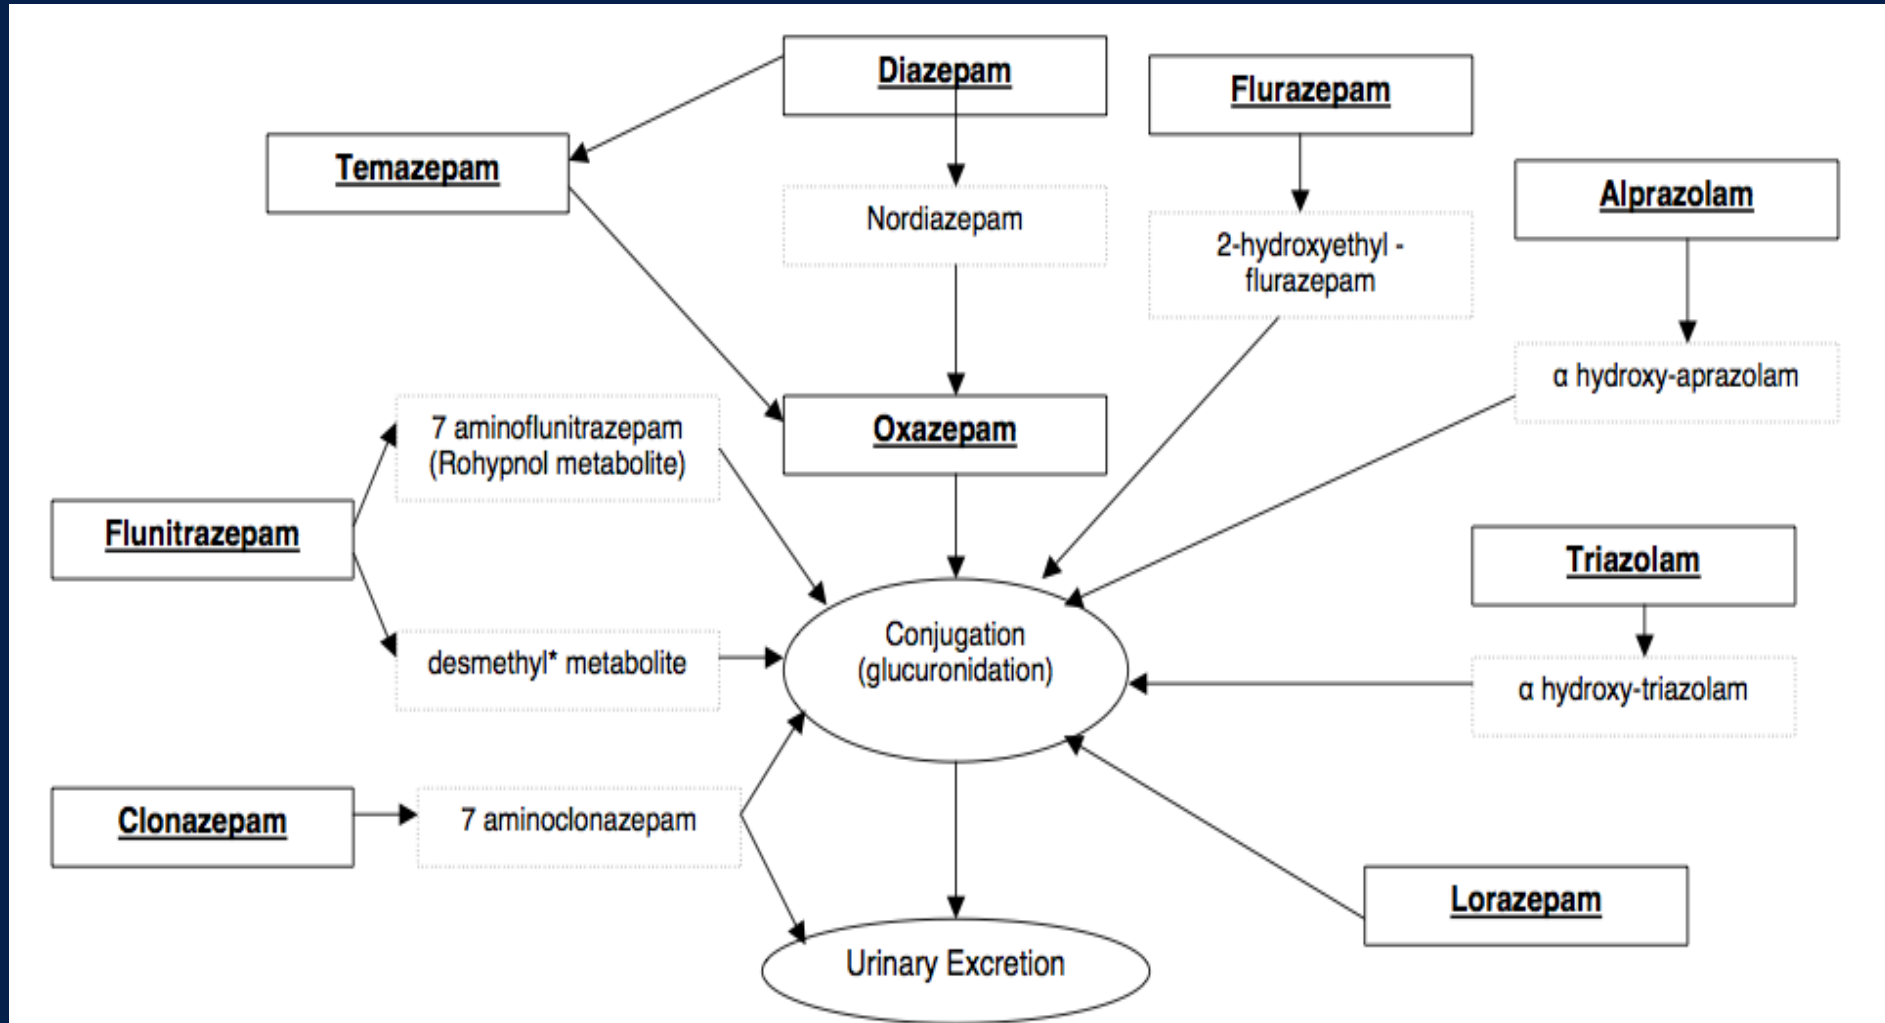 Diazepam
Flurazepam
Temazepam
Alprazolam
Nordiazepam
2-hydroxyethyl -
flurazepam
α hydroxy-aprazolam
7 aminoflunitrazepam
(Rohypnol metabolite)
Oxazepam
Flunitrazepam
Triazolam
Conjugation
(glucuronidation)
desmethyl* metabolite
α hydroxy-triazolam
Clonazepam
7 aminoclonazepam
Lorazepam
Urinary Excretion